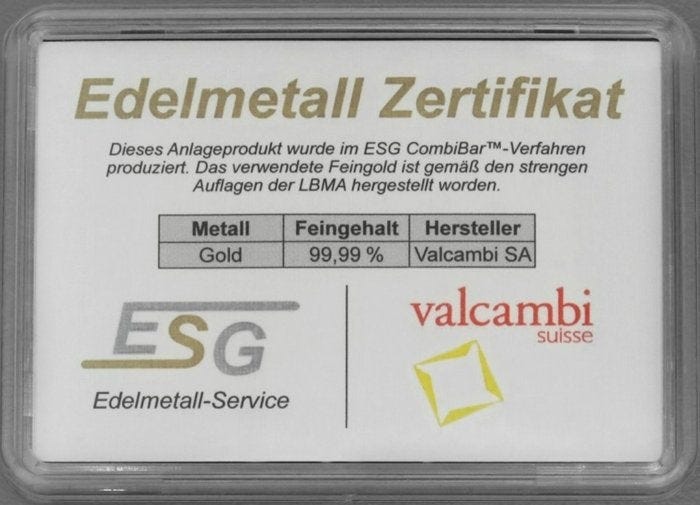 Edelmetall Zertifikat
Dieses Anlageprodukt wurde im ESG CombiBar™-Verfahren
produziert. Das verwendete Feingold ist gemäß den strengen
Auflagen der LBMA hergestellt worden.
Metall Feingehalt Hersteller
Gold 99,99 % Valcambi SA
ESG
Edelmetall-Service
valcambi
suisse